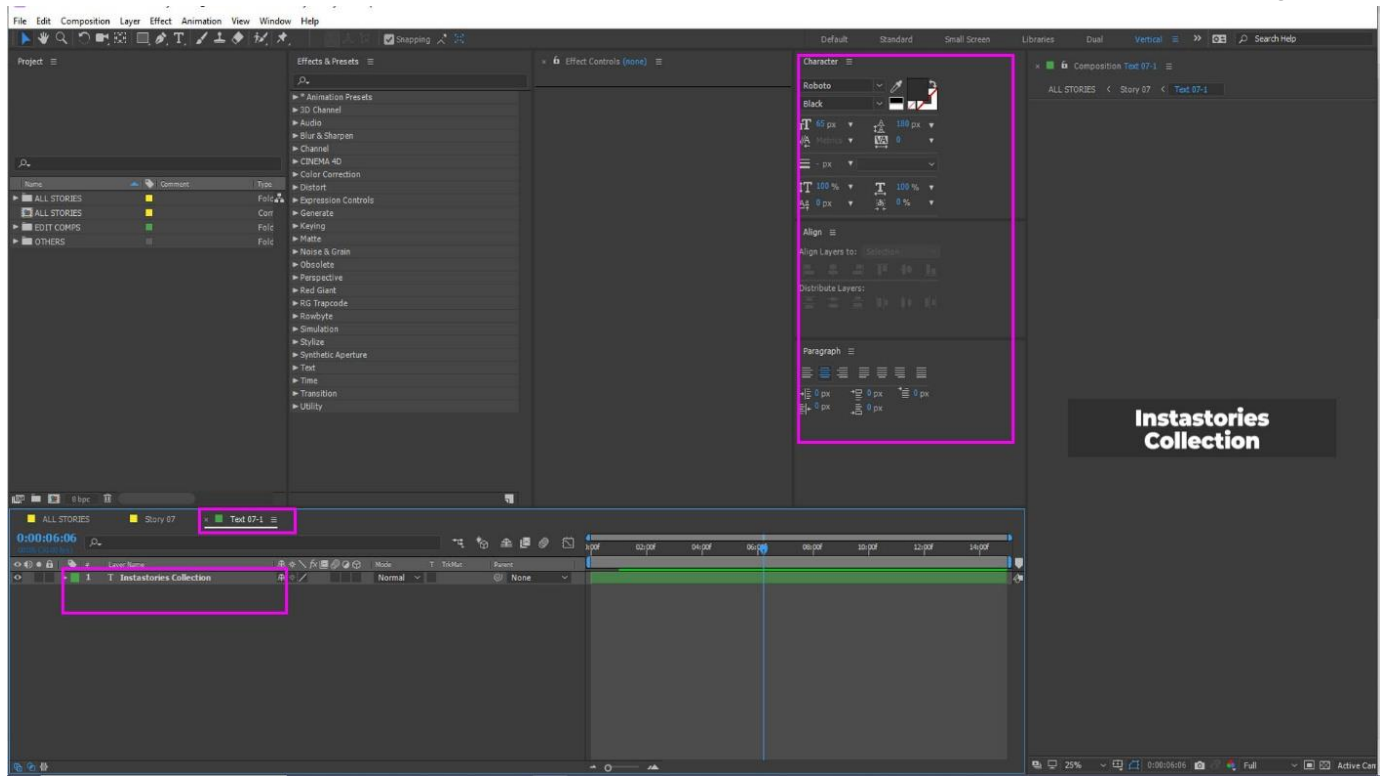 File Edit Composition Layer Effect Animation View Window Help
Snapping
Default Standard Small Screen Libraries Dual Vertical Search Help
Project
Name Comment Type
ALL STORIES Fold
ALL STORIES Com
EDIT COMPS Fold
OTHERS Fold
8 bpc
Effects & Presets
* Animation Presets
3D Channel
Audio
Blur & Sharpen
Channel
CINEMA 4D
Color Correction
Distort
Expression Controls
Generate
Keying
Matte
Noise & Grain
Obsolete
Perspective
Red Giant
RG Trapcode
Rowbyte
Simulation
Stylize
Synthetic Aperture
Text
Time
Transition
Utility
Effect Controls (none)
Character
Roboto
Black
65 px 180 px
Metrics 0
- px
100 % 100 %
0 px 0 %
Align
Align Layers to: Selection
Distribute Layers:
Paragraph
0 px 0 px 0 px
0 px 0 px
Composition Text 07-1
ALL STORIES Story 07 Text 07-1
Instastories
Collection
25% 0:00:06:06 Full Active Cam
ALL STORIES Story 07 Text 07-1
0:00:06:06
# Layer Name Mode T TrkMat Parent
1 T Instastories Collection Normal None
02:00f 04:00f 08:00f 10:00f 12:00f 14:00f